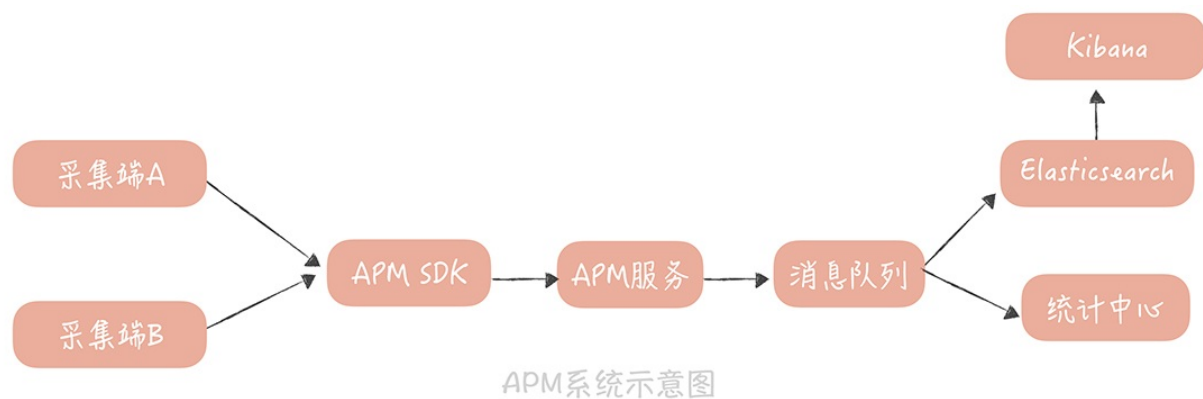 Kibana
采集端A
Elasticsearch
APM SDK
APM服务
消息队列
采集端B
统计中心
APM系统示意图